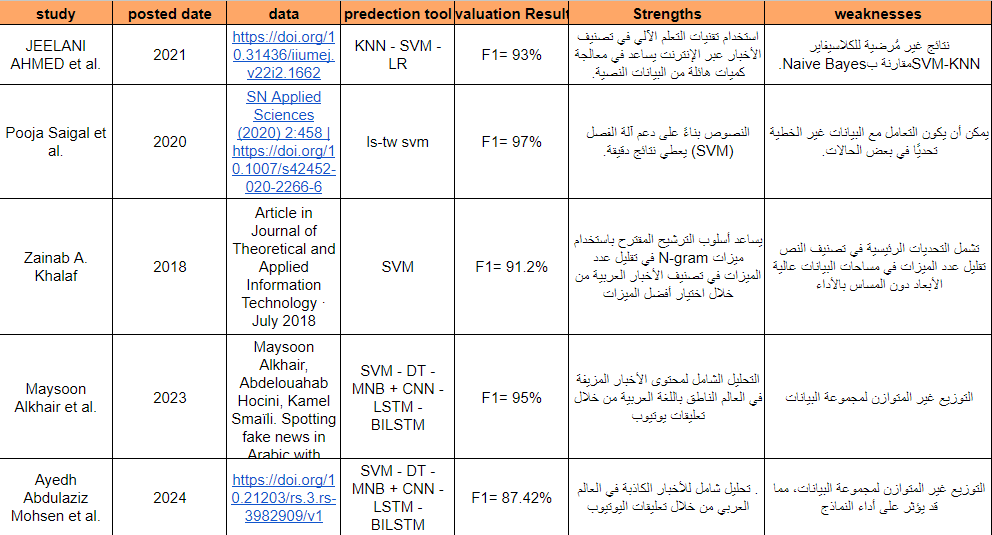 study posted date data predection tool valuation Result Strengths weaknesses
JEELANI
AHMED et al.
2021
https://doi.org/1
0.31436/iiumej.
v22i2.1662
KNN - SVM -
LR
F1= 93%
استخدام تقنيات التعلم الآلي في تصنيف
الأخبار عبر الإنترنت يساعد في معالجة
كميات هائلة من البيانات النصية.
نتائج غير مُرضية للكلاسيفاير
SVM-KNNمقارنة بNaive Bayes.
Pooja Saigal et
al.
2020
SN Applied
Sciences
(2020) 2:458 |
https://doi.org/1
0.1007/s42452-
020-2266-6
ls-tw svm
F1= 97%
النصوص بناءً على دعم آلة الفصل
(SVM) يعطي نتائج دقيقة.
يمكن أن يكون التعامل مع البيانات غير الخطية
تحديًا في بعض الحالات.
Zainab A.
Khalaf
2018
Article in
Journal of
Theoretical and
Applied
Information
Technology ·
July 2018
SVM
F1= 91.2%
يساعد أسلوب الترشيح المقترح باستخدام
ميزات N-gram في تقليل عدد
الميزات في تصنيف الأخبار العربية من
خلال اختيار أفضل الميزات
تشمل التحديات الرئيسية في تصنيف النص
تقليل عدد الميزات في مساحات البيانات عالية
الأبعاد دون المساس بالأداء
Maysoon
Alkhair et al.
2023
Maysoon
Alkhair,
Abdelouahab
Hocini, Kamel
Smaïli. Spotting
fake news in
Arabic with
SVM - DT -
MNB + CNN -
LSTM -
BILSTM
F1= 95%
التحليل الشامل لمحتوى الأخبار المزيفة
في العالم الناطق باللغة العربية من خلال
تعليقات يوتيوب
التوزيع غير المتوازن لمجموعة البيانات
Ayedh
Abdulaziz
Mohsen et al.
2024
https://doi.org/1
0.21203/rs.3.rs-
3982909/v1
SVM - DT -
MNB + CNN -
LSTM -
BILSTM
F1= 87.42%
. تحليل شامل للأخبار الكاذبة في العالم
العربي من خلال تعليقات اليوتيوب
التوزيع غير المتوازن لمجموعة البيانات، مما
قد يؤثر على أداء النماذج